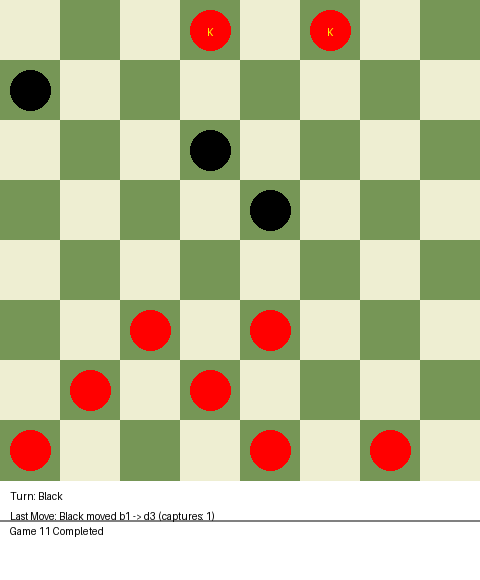 K K
Turn: Black
Last Move: Black moved b1 -> d3 (captures: 1)
Game 11 Completed